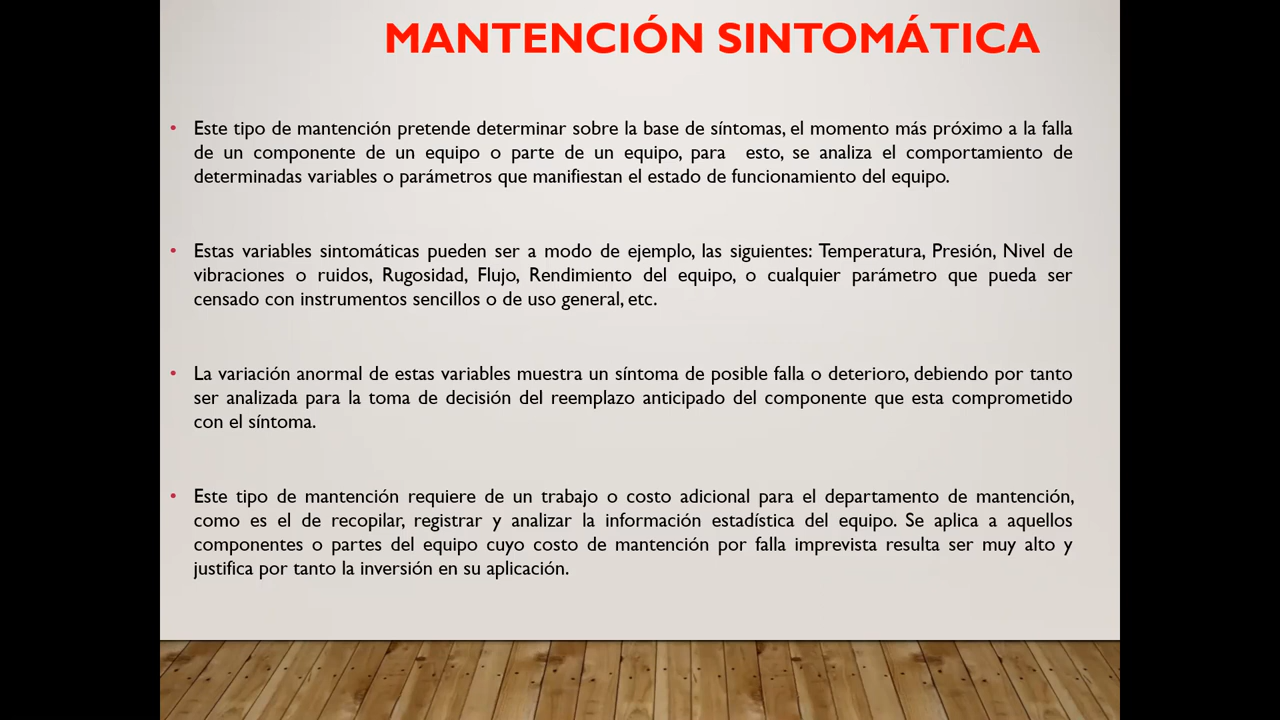 MANTENCIÓN SINTOMÁTICA
• Este tipo de mantención pretende determinar sobre la base de síntomas, el momento más próximo a la falla
de un componente de un equipo o parte de un equipo, para esto, se analiza el comportamiento de
determinadas variables o parámetros que manifiestan el estado de funcionamiento del equipo.
• Estas variables sintomáticas pueden ser a modo de ejemplo, las siguientes: Temperatura, Presión, Nivel de
vibraciones o ruidos, Rugosidad, Flujo, Rendimiento del equipo, o cualquier parámetro que pueda ser
censado con instrumentos sencillos o de uso general, etc.
• La variación anormal de estas variables muestra un síntoma de posible falla o deterioro, debiendo por tanto
ser analizada para la toma de decisión del reemplazo anticipado del componente que esta comprometido
con el síntoma.
• Este tipo de mantención requiere de un trabajo o costo adicional para el departamento de mantención,
como es el de recopilar, registrar y analizar la información estadística del equipo. Se aplica a aquellos
componentes o partes del equipo cuyo costo de mantención por falla imprevista resulta ser muy alto y
justifica por tanto la inversión en su aplicación.